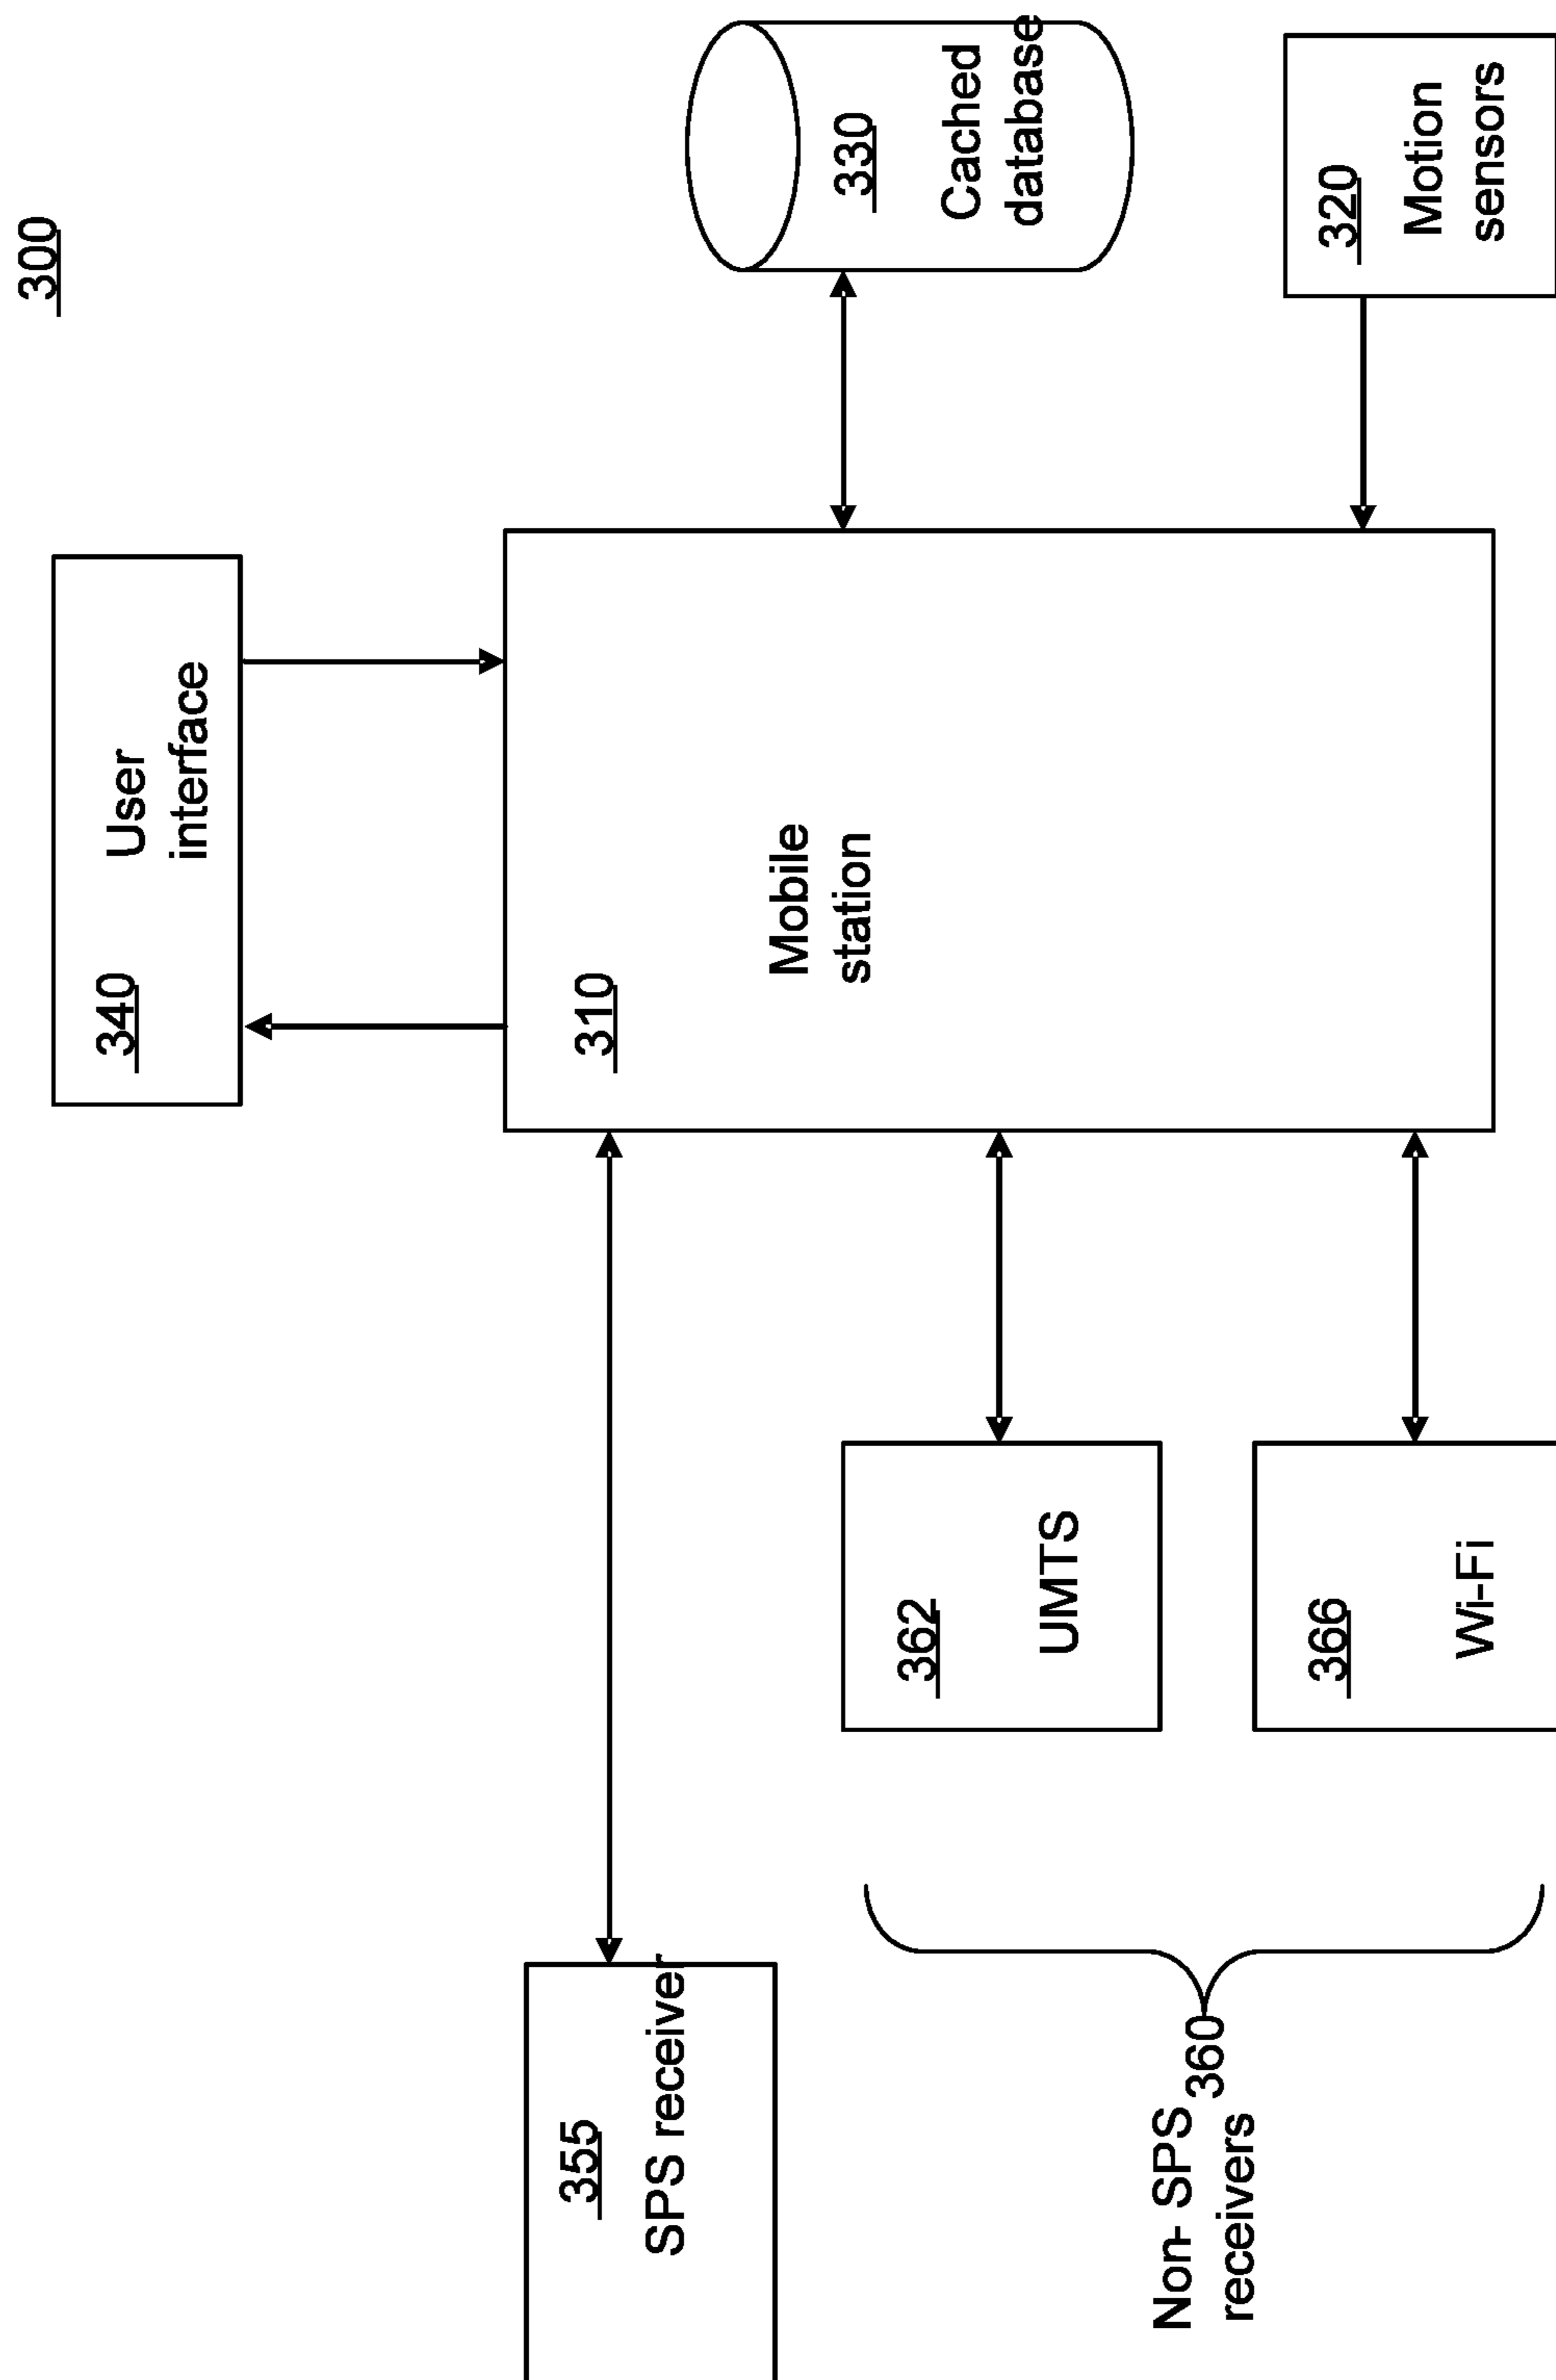 300
340
User
interface
355
SPS receiver
310
Mobile
station
330
Cached
database
362
UMTS
Non- SPS 360
receivers
366
Wi-Fi
320
Motion
sensors